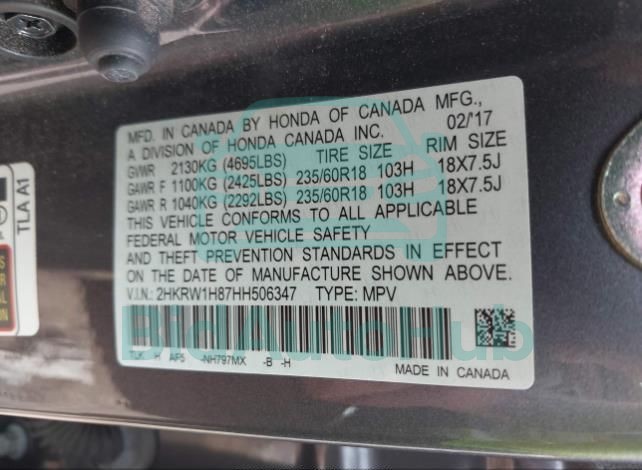 MFD. IN CANADA BY HONDA OF CANADA MFG.,
A DIVISION OF HONDA CANADA INC. 02/'17
GVWR 2130KG (4695LBS) TIRE SIZE RIM SIZE
GAWR F 1100KG (2425LBS) 235/60R18 103H 18X7.5J
GAWR R 1040KG (2292LBS) 235/60R18 103H 18X7.5J
THIS VEHICLE CONFORMS TO ALL APPLICABLE
FEDERAL MOTOR VEHICLE SAFETY
AND THEFT PREVENTION STANDARDS IN EFFECT
ON THE DATE OF MANUFACTURE SHOWN ABOVE.
V.I.N.: 2HKRW1H87HH506347 TYPE: MPV
BidAutoHub
AF5 -NH797MX -B -H
MADE IN CANADA
TLA A1